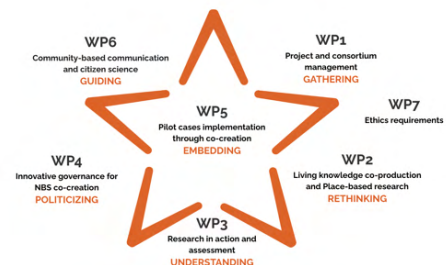 WP6
Community-based communication
and citizen science
GUIDING
WP1
Project and consortium
management
GATHERING
WP5
Pilot cases implementation
through co-creation
EMBEDDING
WP7
Ethics requirements
WP4
Innovative governance for
NBS co-creation
POLITICIZING
WP2
Living knowledge co-production
and Place-based research
RETHINKING
WP3
Research in action and
assessment
UNDERSTANDING